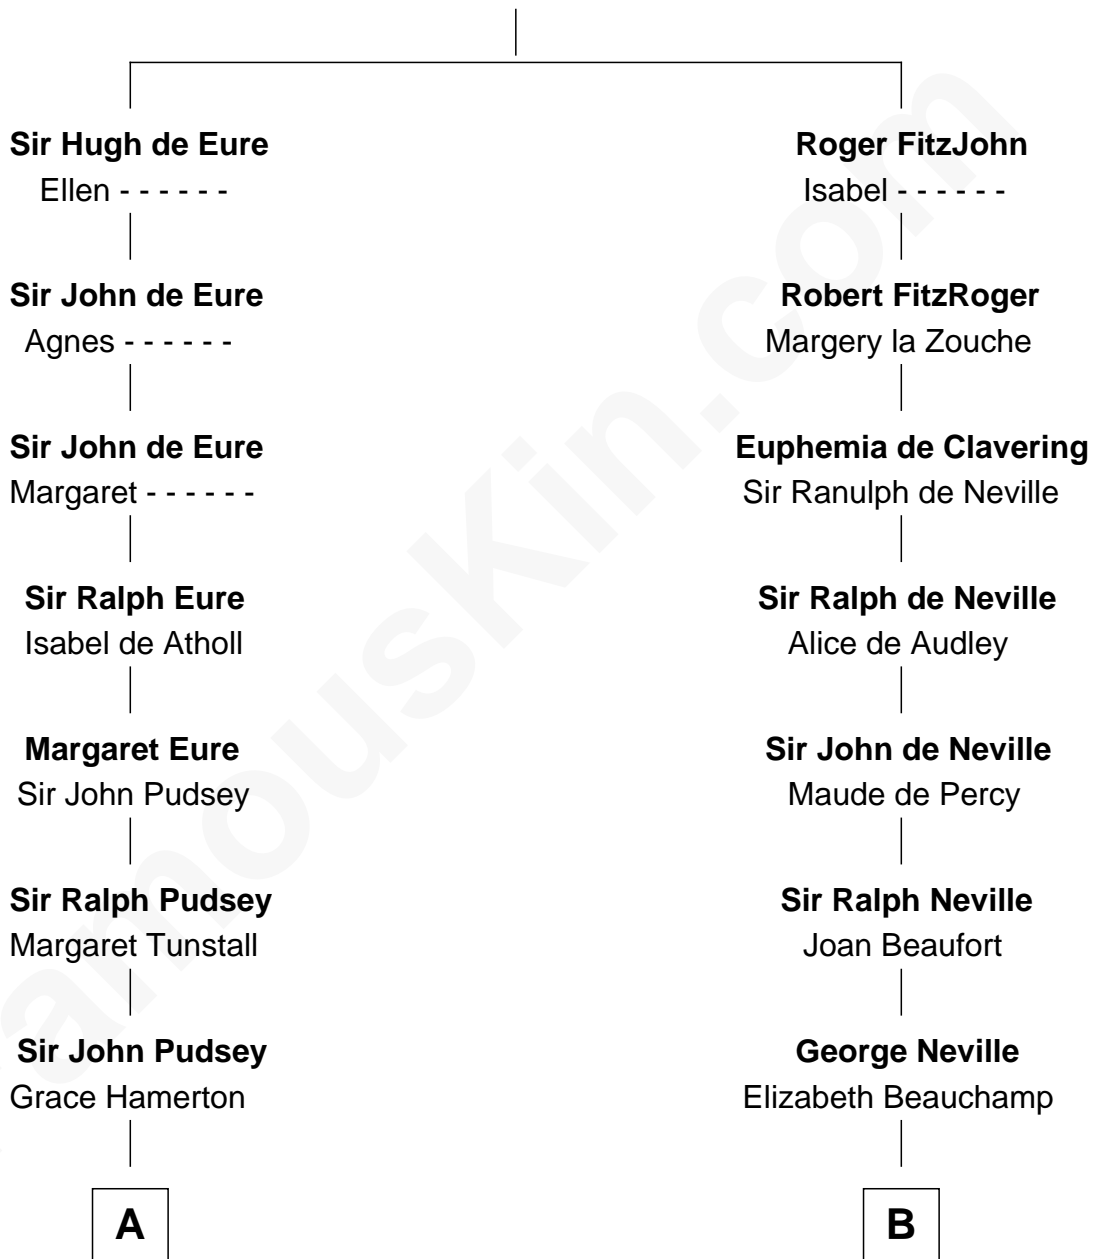 Sir Hugh de Eure
Ellen - - - - - -
Sir John de Eure
Agnes - - - - - -
Sir John de Eure
Margaret - - - - - -
Sir Ralph Eure
Isabel de Atholl
Margaret Eure
Sir John Pudsey
Sir Ralph Pudsey
Margaret Tunstall
Sir John Pudsey
Grace Hamerton
A
Roger FitzJohn
Isabel - - - - - -
Robert FitzRoger
Margery la Zouche
Euphemia de Clavering
Sir Ranulph de Neville
Sir Ralph de Neville
Alice de Audley
Sir John de Neville
Maude de Percy
Sir Ralph Neville
Joan Beaufort
George Neville
Elizabeth Beauchamp
B
amousKin.com